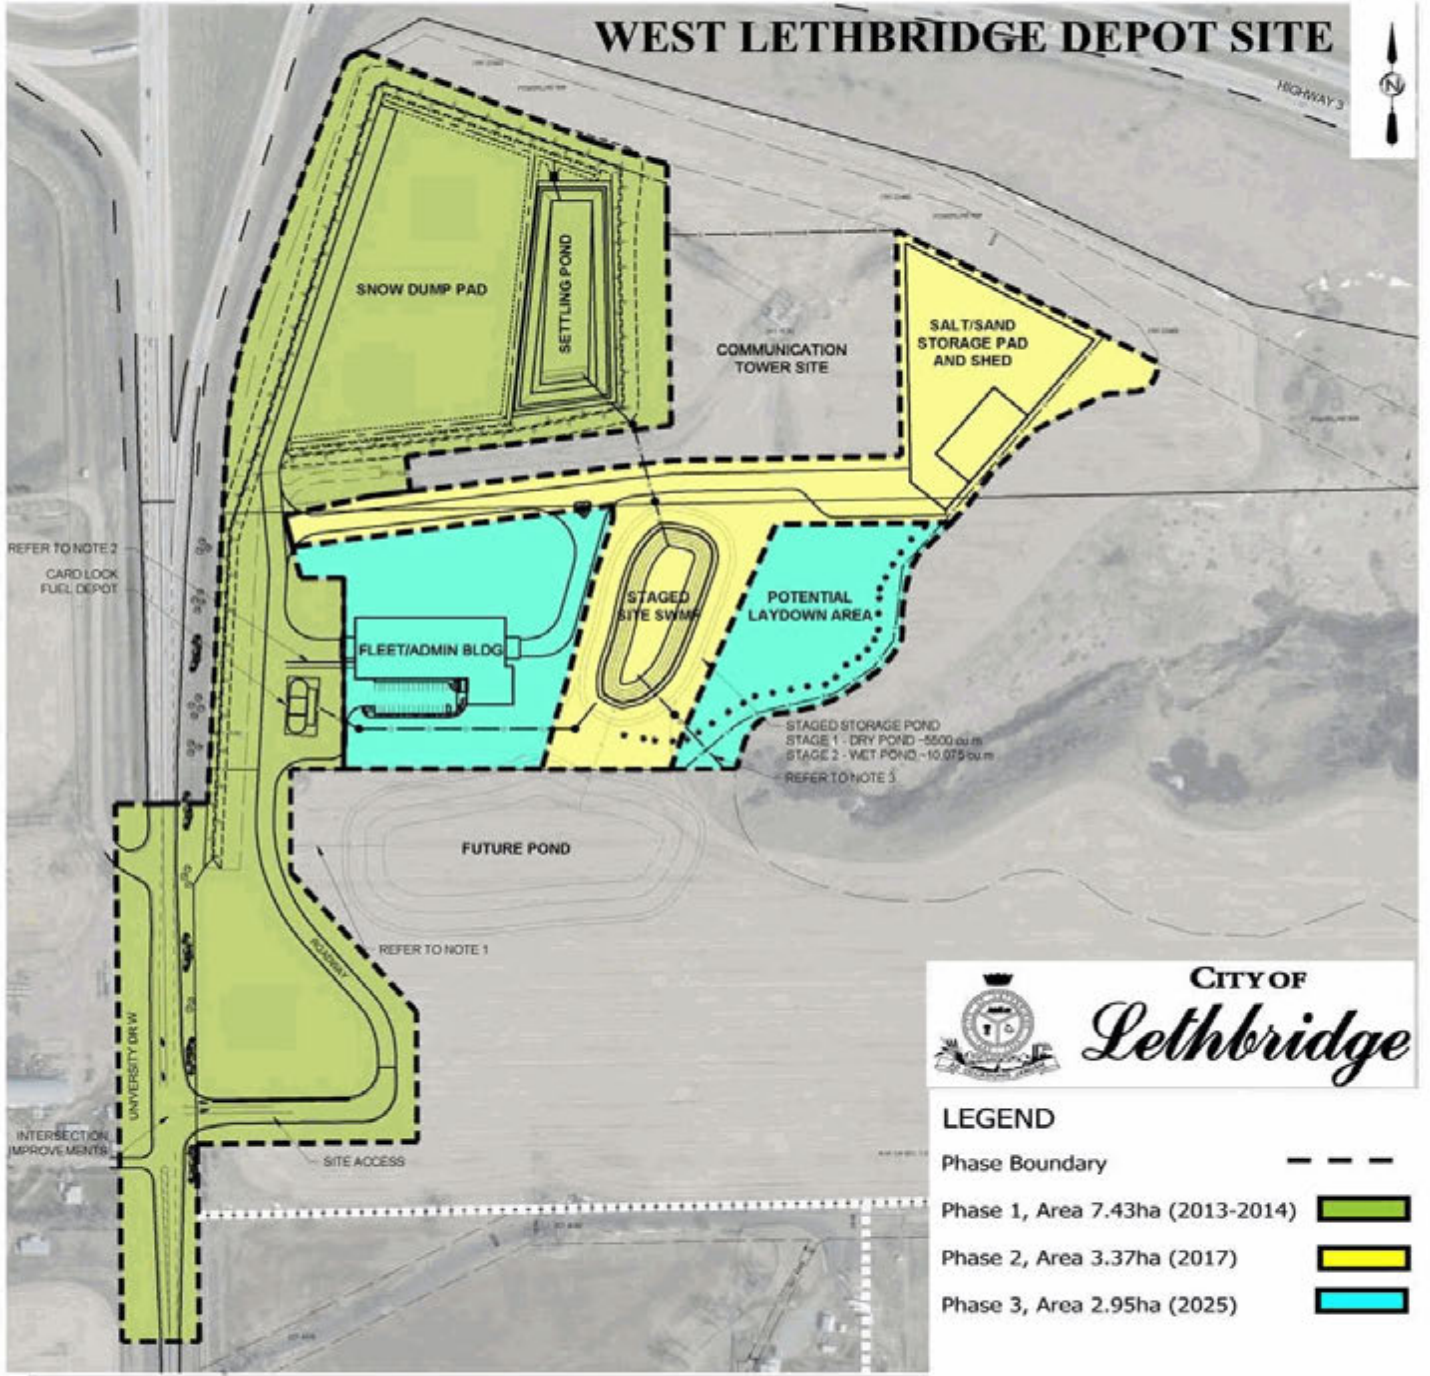 WEST LETHBRIDGE DEPOT SITE
N
HIGHWAY 3
SNOW DUMP PAD
SETTLING POND
COMMUNICATION
TOWER SITE
SALT/SAND
STORAGE PAD
AND SHED
REFER TO NOTE 2
CARD LOCK
FUEL DEPOT
FLEET/ADMIN BLDG
STAGED
SITE SWMF
POTENTIAL
LAYDOWN AREA
STAGED STORAGE POND
STAGE 1 - DRY POND ~5500 cu m
STAGE 2 - WET POND ~10,075 cu m
REFER TO NOTE 3
FUTURE POND
REFER TO NOTE 1
ROADWAY
UNIVERSITY DR W
INTERSECTION
IMPROVEMENTS
SITE ACCESS
CITY OF
Lethbridge
LEGEND
Phase Boundary
Phase 1, Area 7.43ha (2013-2014)
Phase 2, Area 3.37ha (2017)
Phase 3, Area 2.95ha (2025)